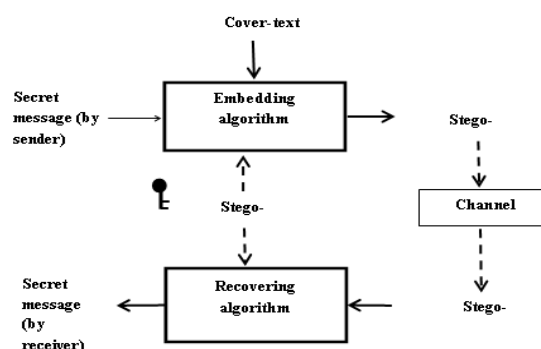 Cover-text
Embedding
algorithm
Secret
message (by
sender)
Stego-
Stego-
Channel
Recovering
algorithm
Stego-
Secret
message
(by
receiver)